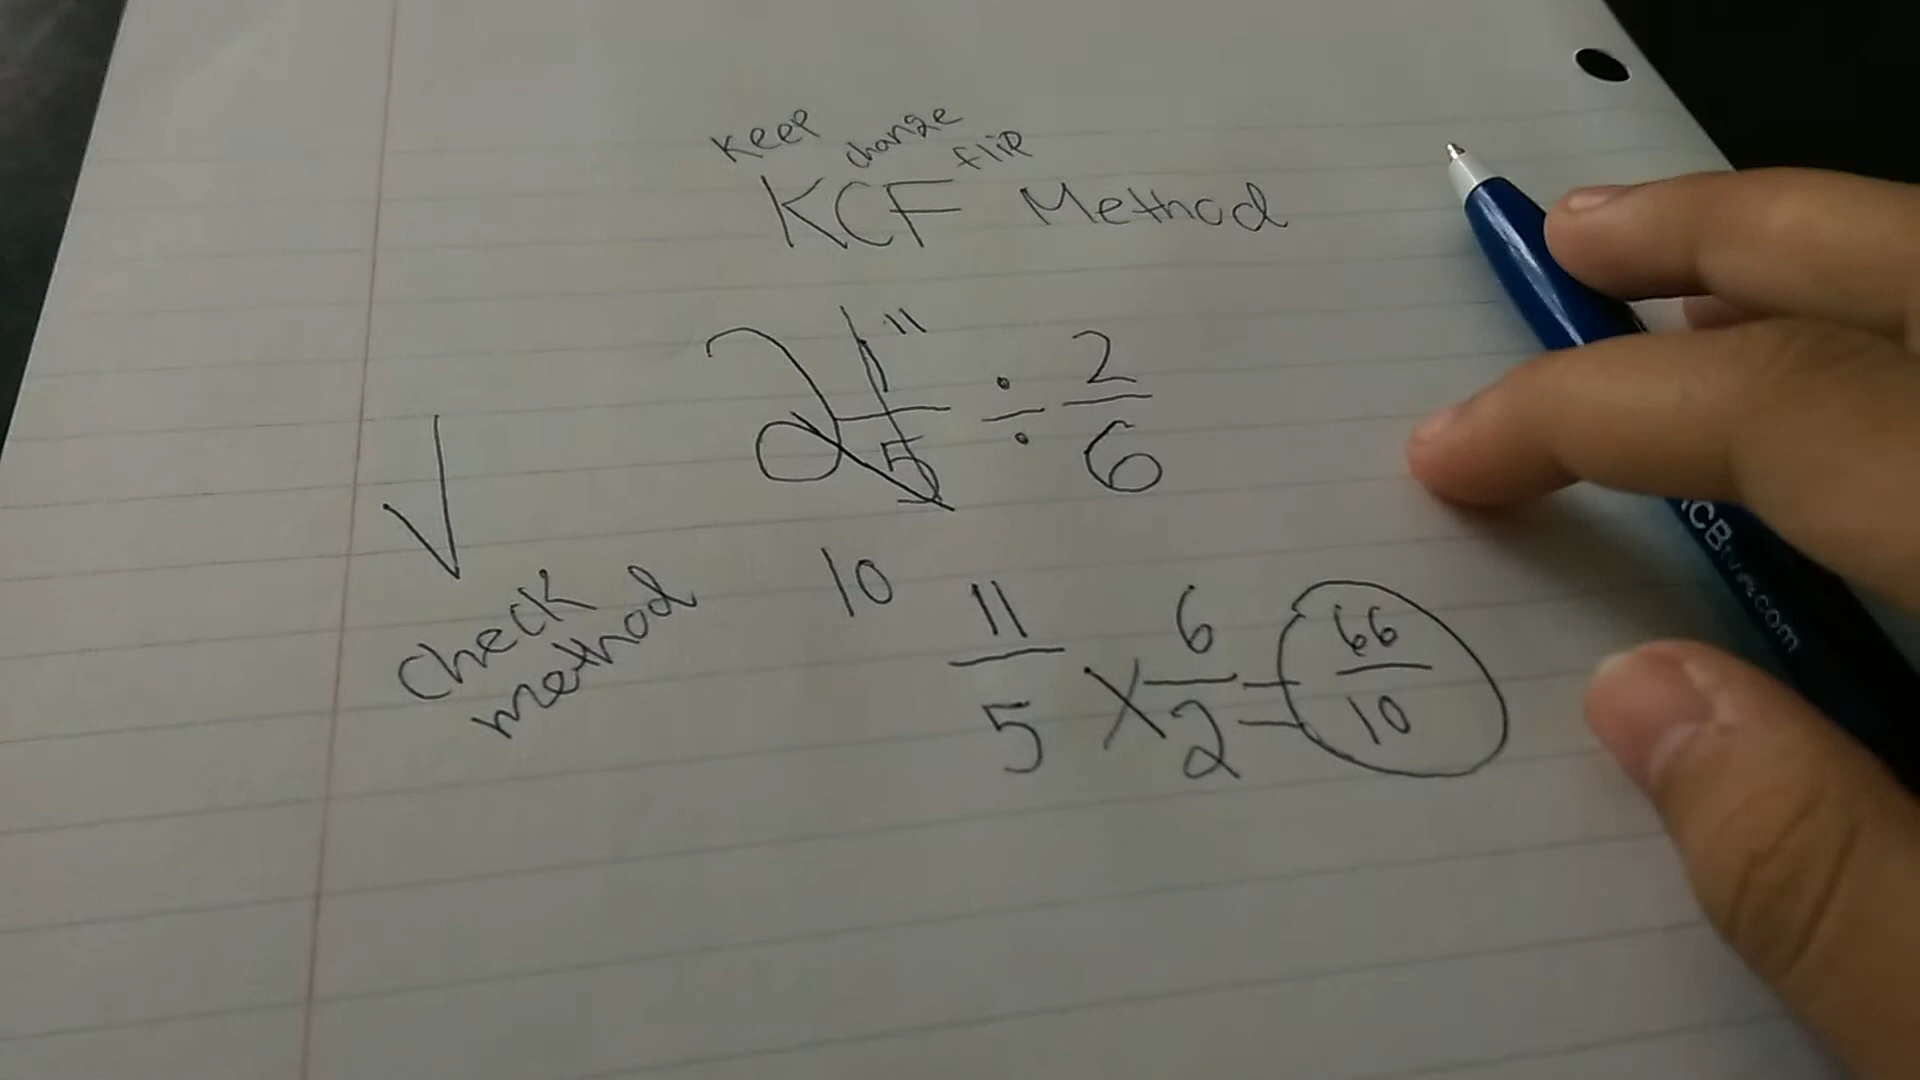 Keep change flip
KCF Method
2 1/5 11 ÷ 2/6
10
√
check method
11/5 X 6/2 = 66/10